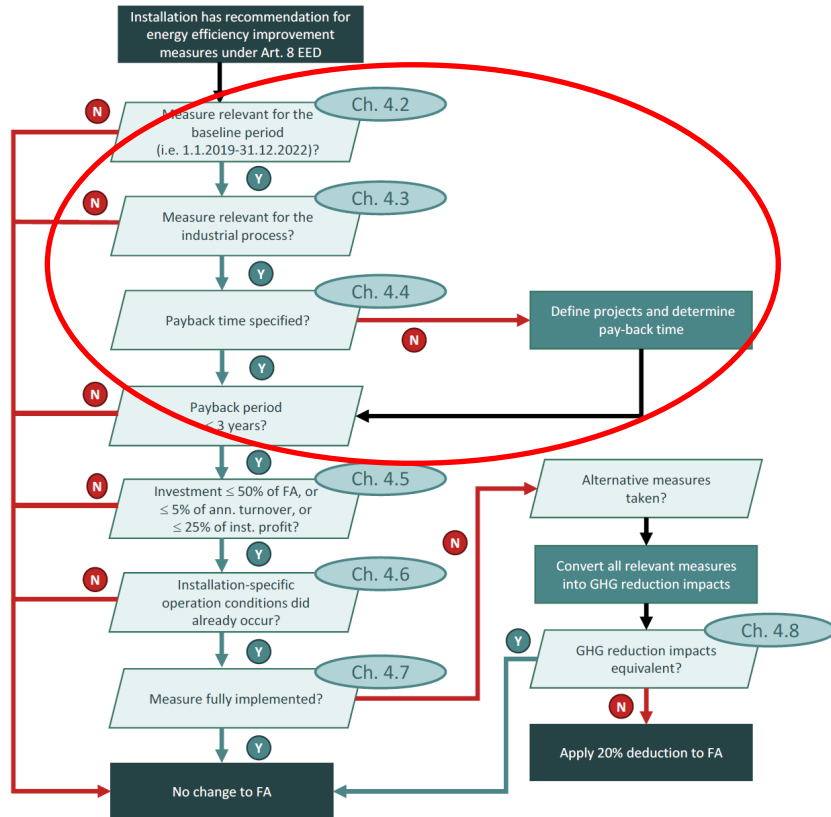 Installation has recommendation for
energy efficiency improvement
measures under Art. 8 EED
Ch. 4.2
N
Measure relevant for the
baseline period
(i.e. 1.1.2019-31.12.2022)?
Y
Ch. 4.3
N
Measure relevant for the
industrial process?
Y
Ch. 4.4
Payback time specified?
N
Define projects and determine
pay-back time
Y
N
Payback period
≤ 3 years?
Y
Ch. 4.5
N
Investment ≤ 50% of FA, or
≤ 5% of ann. turnover, or
≤ 25% of inst. profit?
Y
Ch. 4.6
N
Installation-specific
operation conditions did
already occur?
Y
Ch. 4.7
Measure fully implemented?
N
Y
No change to FA
Alternative measures
taken?
Convert all relevant measures
into GHG reduction impacts
Ch. 4.8
Y
GHG reduction impacts
equivalent?
N
Apply 20% deduction to FA